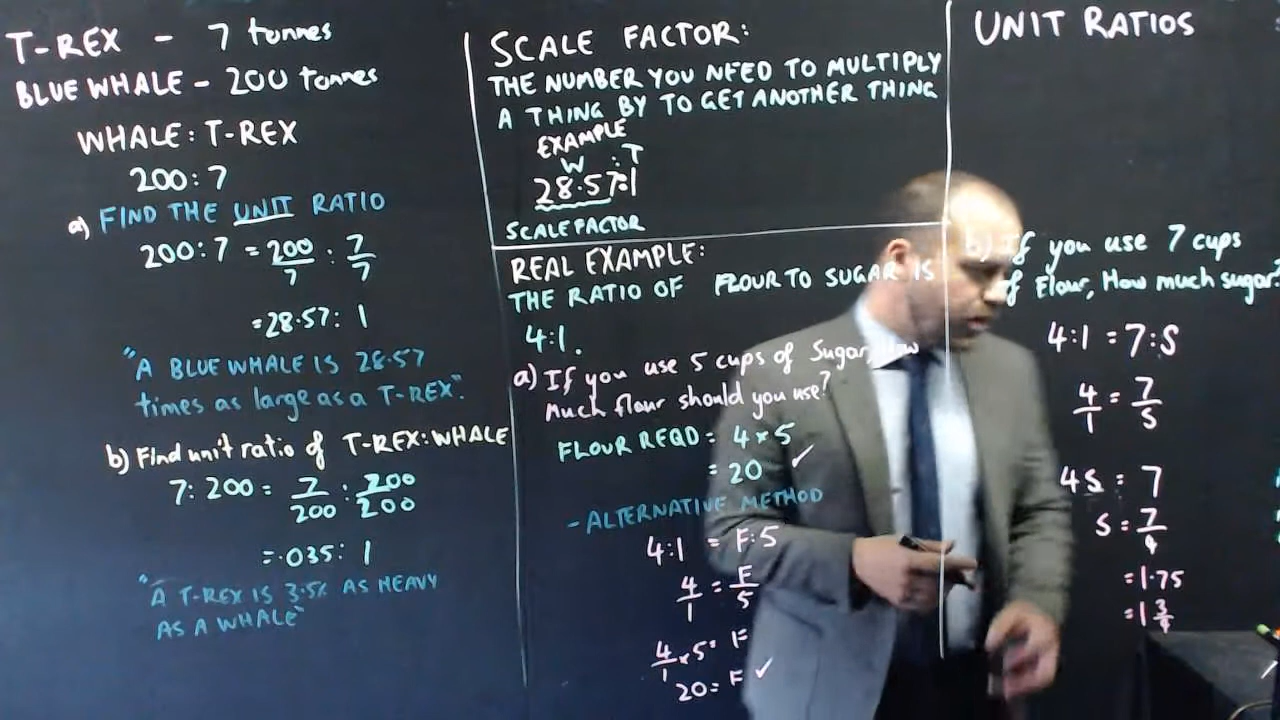 T-REX - 7 tonnes
BLUE WHALE - 200 tonnes
WHALE: T-REX
200:7
a) FIND THE UNIT RATIO
200:7 = 200/7 : 7/7
=28.57: 1
"A BLUE WHALE IS 28.57
times as large as a T-REX".
b) Find unit ratio of T-REX:WHALE
7: 200 = 7/200 : 200/200
=.035: 1
"A T-REX IS 3.5% AS HEAVY
AS A WHALE"
SCALE FACTOR:
THE NUMBER YOU NEED TO MULTIPLY
A THING BY TO GET ANOTHER THING
EXAMPLE
W : T
28.57:1
SCALE FACTOR
REAL EXAMPLE:
THE RATIO OF FLOUR TO SUGAR IS
4:1.
a) If you use 5 cups of Sugar, How
much flour should you use?
FLOUR REQD = 4 × 5
= 20 ✓
- ALTERNATIVE METHOD
4:1 = F:5
4/1 = F/5
4/1 × 5 = F
20 = F ✓
UNIT RATIOS
b) If you use 7 cups
of Flour, How much sugar?
4:1 = 7:S
4/1 = 7/S
4S = 7
S = 7/4
=1.75
=1 3/4